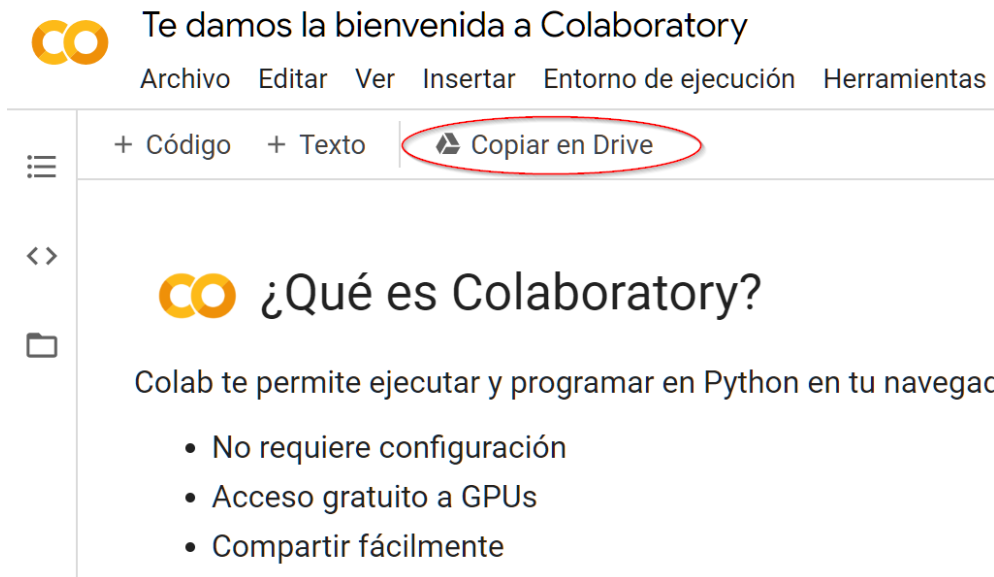 Te damos la bienvenida a Colaboratory
Archivo Editar Ver Insertar Entorno de ejecución Herramientas
+ Código + Texto Copiar en Drive
CO ¿Qué es Colaboratory?
Colab te permite ejecutar y programar en Python en tu
No requiere configuración
Acceso gratuito a GPUs
Compartir fácilmente